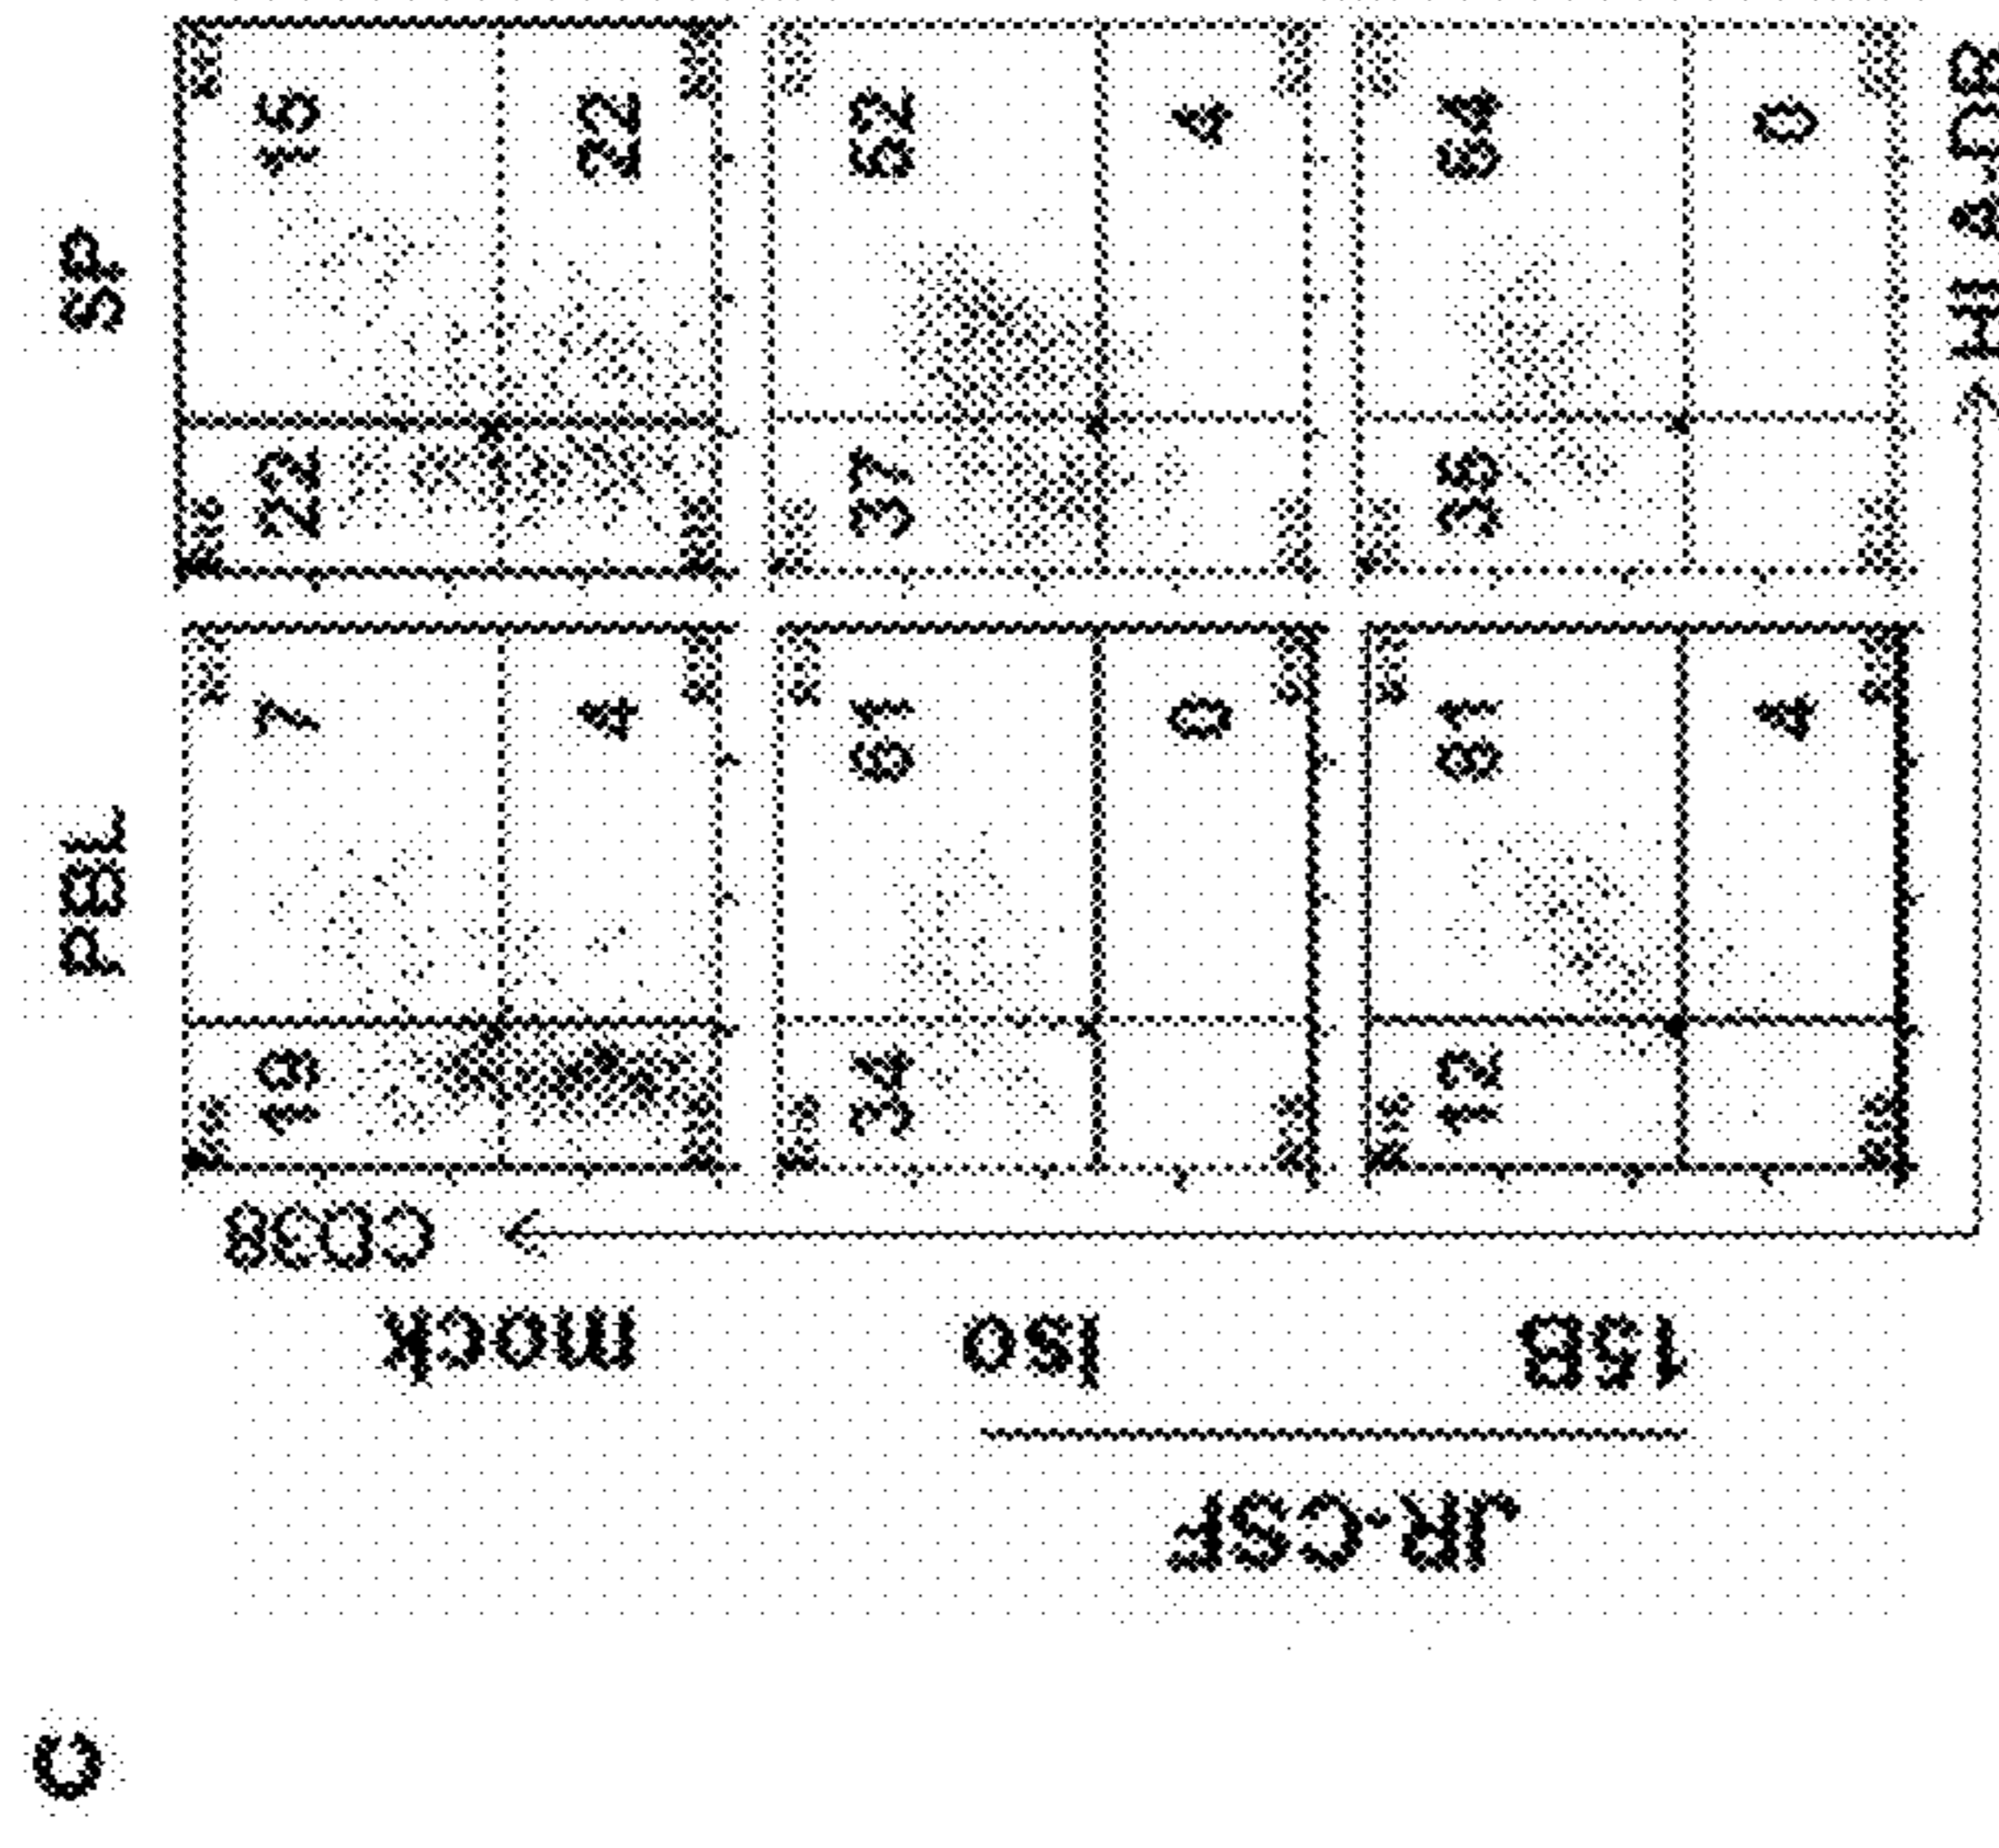 C
PBL SP
CD38
mock 19 7 22 15
4 22
JR-CSF
Iso 34 61 37 52
0 4
15B 12 81 35 64
4 0
HLA-DR